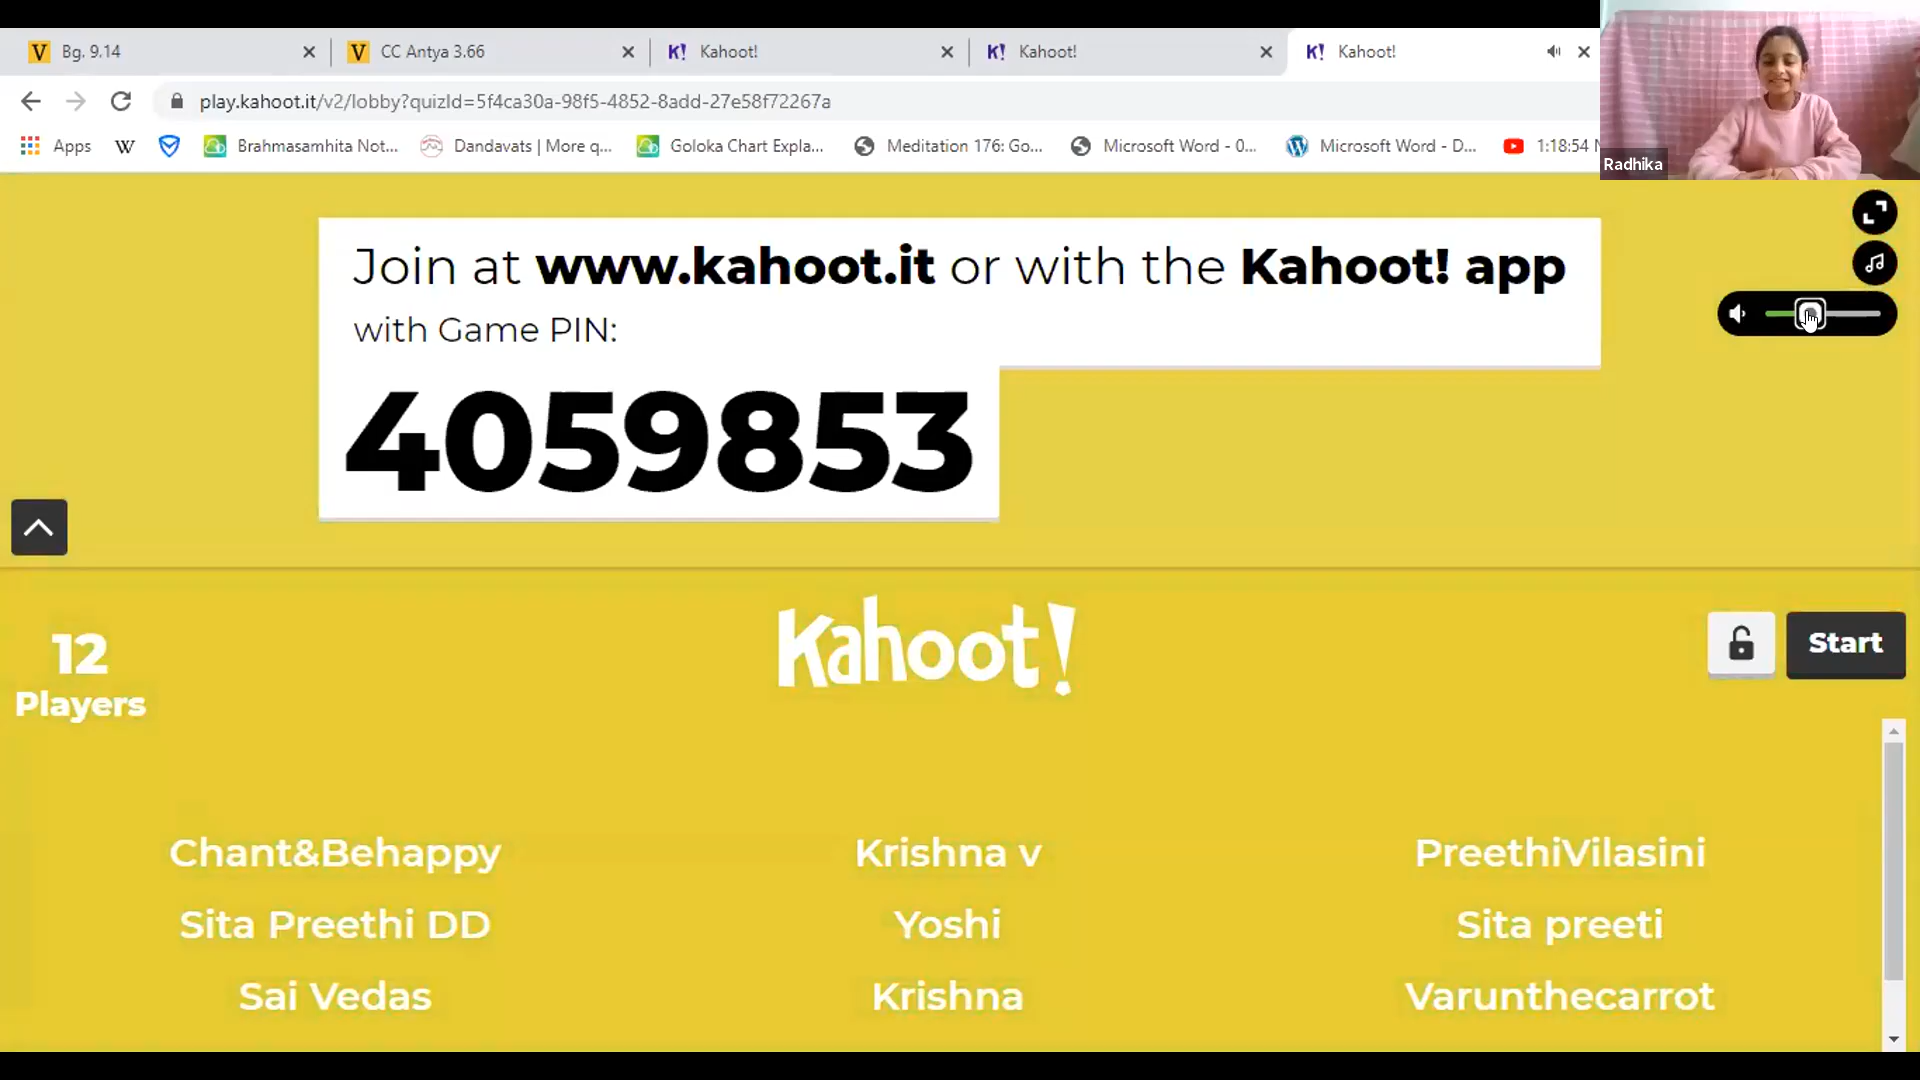 Bg. 9.14
CC Antya 3.66
Kahoot!
Kahoot!
Kahoot!
play.kahoot.it/v2/lobby?quizId=5f4ca30a-98f5-4852-8add-27e58f72267a
Apps
Brahmasamhita Not...
Dandavats | More q...
Goloka Chart Expla...
Meditation 176: Go...
Microsoft Word - 0...
Microsoft Word - D...
1:18:54
Radhika
Join at www.kahoot.it or with the Kahoot! app
with Game PIN:
4059853
12
Players
Kahoot!
Start
Chant&Behappy
Krishna v
PreethiVilasini
Sita Preethi DD
Yoshi
Sita preeti
Sai Vedas
Krishna
Varunthecarrot